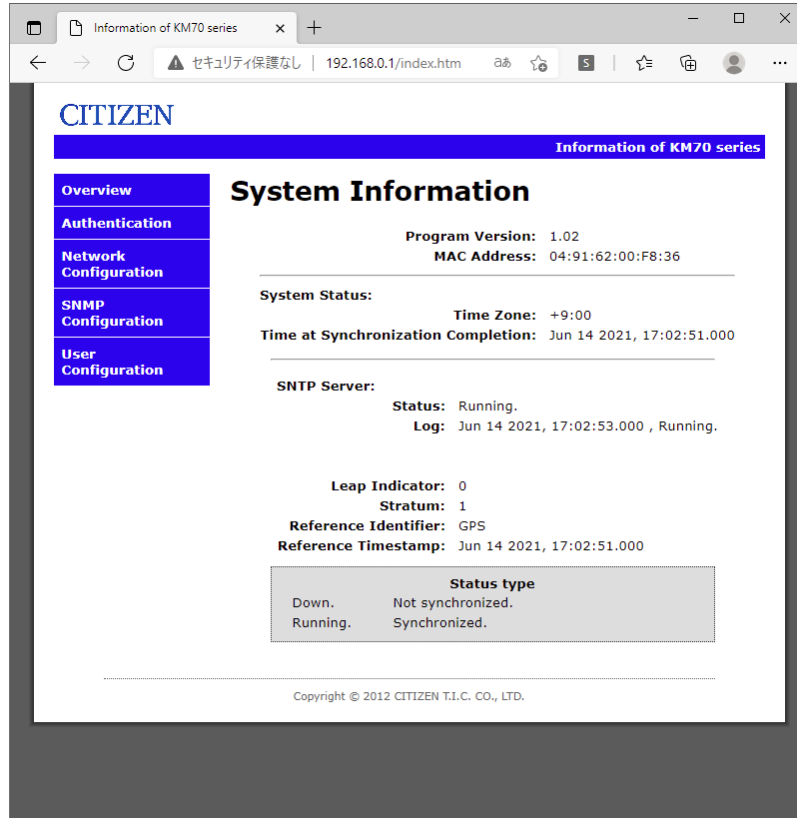 Information of KM70 series
セキュリティ保護なし | 192.168.0.1/index.htm aあ S
CITIZEN
Information of KM70 series
Overview
Authentication
Network
Configuration
SNMP
Configuration
User
Configuration
System Information
Program Version: 1.02
MAC Address: 04:91:62:00:F8:36
System Status:
Time Zone: +9:00
Time at Synchronization Completion: Jun 14 2021, 17:02:51.000
SNTP Server:
Status: Running.
Log: Jun 14 2021, 17:02:53.000 , Running.
Leap Indicator: 0
Stratum: 1
Reference Identifier: GPS
Reference Timestamp: Jun 14 2021, 17:02:51.000
Status type
Down. Not synchronized.
Running. Synchronized.
Copyright © 2012 CITIZEN T.I.C. CO., LTD.